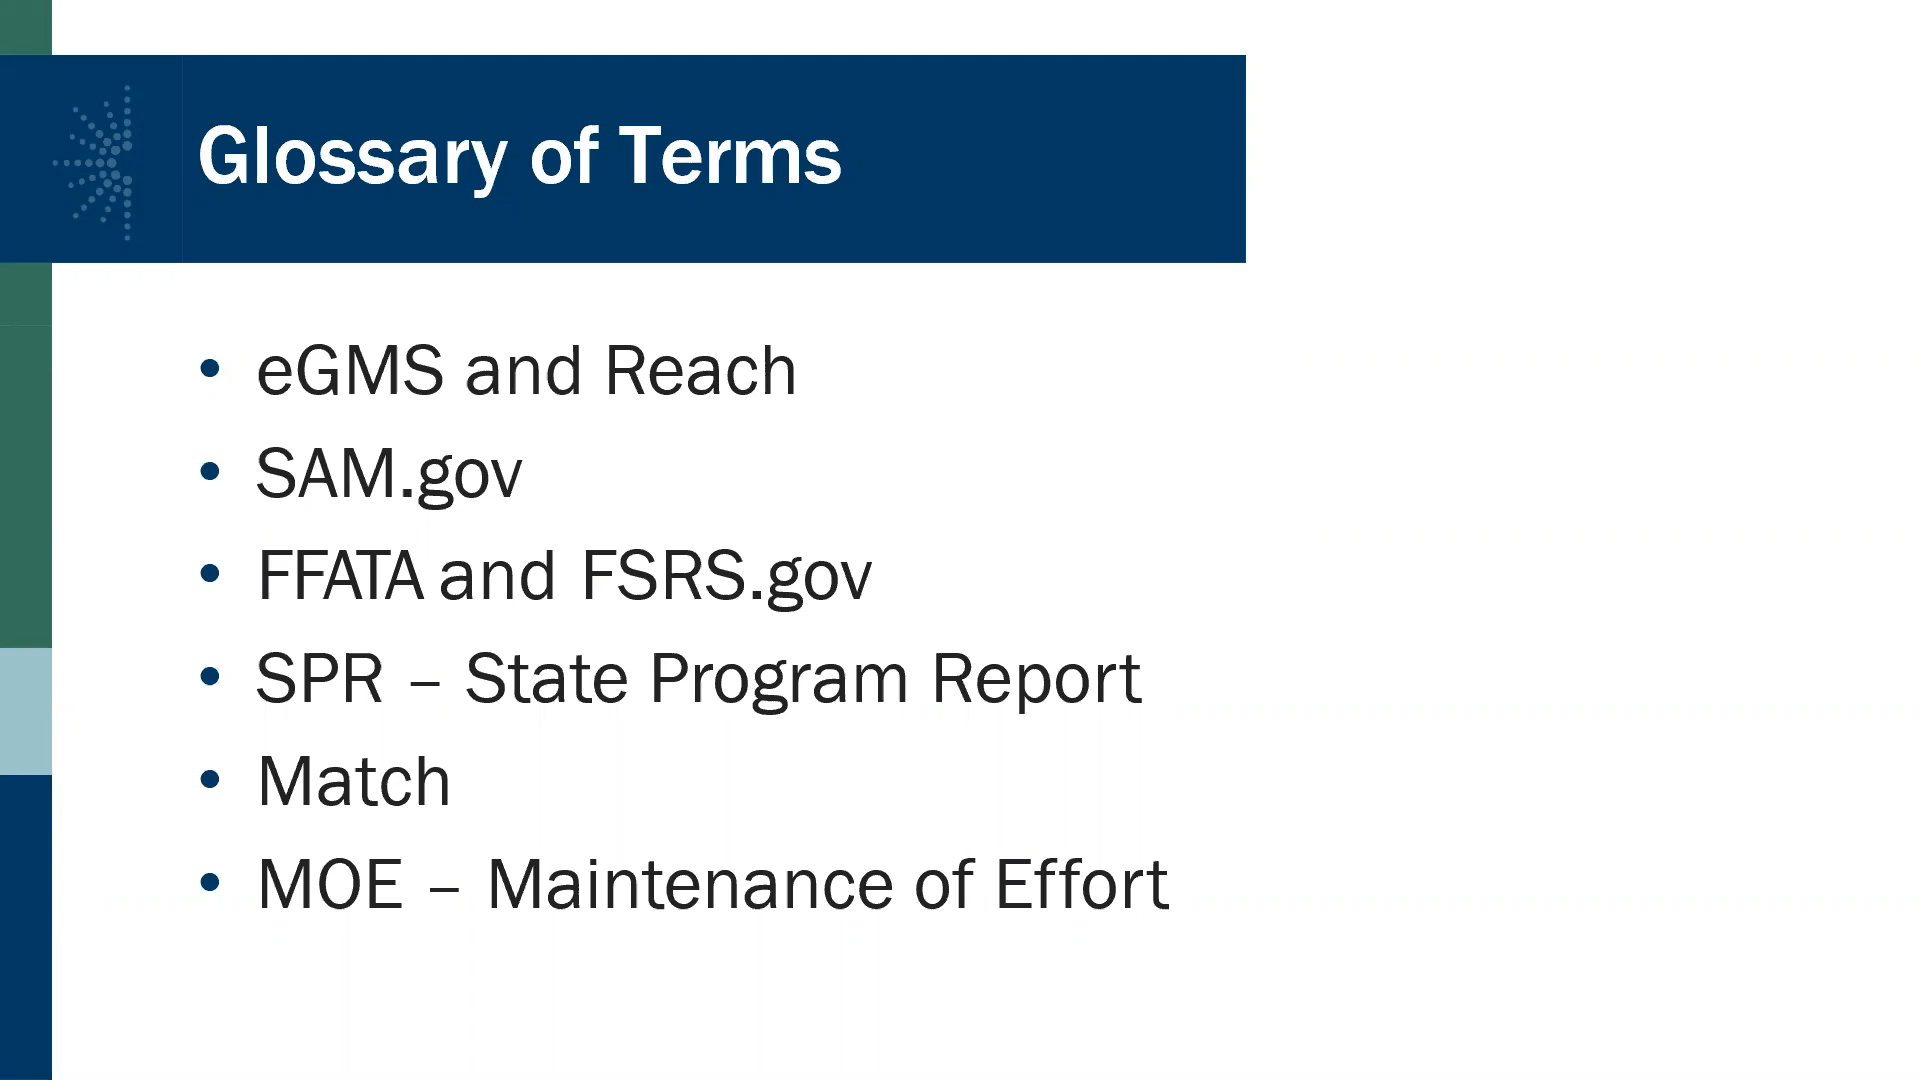 Glossary of Terms
• eGMS and Reach
• SAM.gov
• FFATA and FSRS.gov
• SPR – State Program Report
• Match
• MOE – Maintenance of Effort